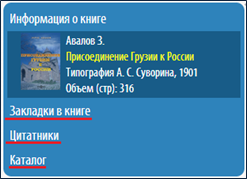 Информация о книге
Авалов З.
Присоединение Грузии к России
Типография А. С. Суворина, 1901
Объем (стр): 316
Закладки в книге
Цитатники
Каталог